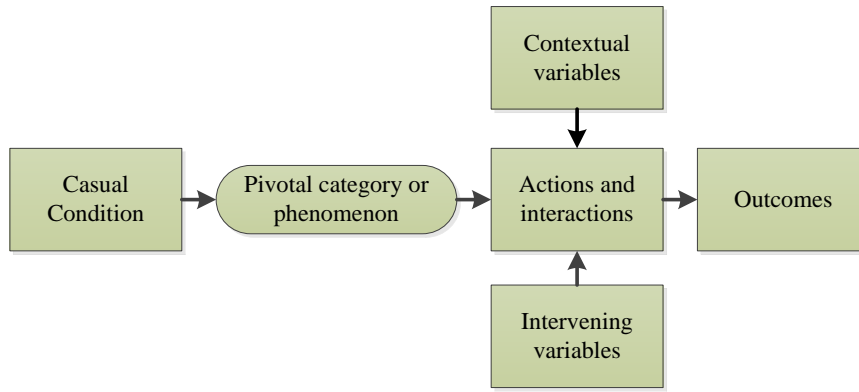 Contextual
variables
Casual
Condition
Pivotal category or
phenomenon
Actions and
interactions
Outcomes
Intervening
variables